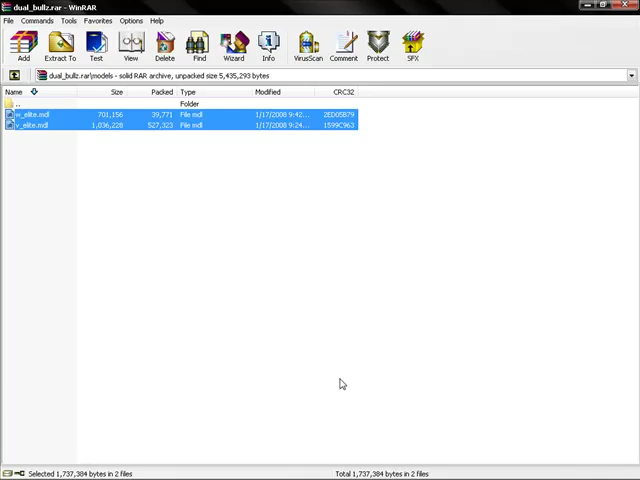 dual_bullz.rar - WinRAR
File Commands Tools Favorites Options Help
Add Extract To Test View Delete Find Wizard Info VirusScan Comment Protect SFX
dual_bullz.rar\models - solid RAR archive, unpacked size 5,435,293 bytes
Name Size Packed Type Modified CRC32
.. Folder
w_elite.mdl 701,156 39,771 File mdl 1/17/2008 9:42... 2ED05B79
v_elite.mdl 1,036,228 527,323 File mdl 1/17/2008 9:24... 1599C963
Selected 1,737,384 bytes in 2 files Total 1,737,384 bytes in 2 files